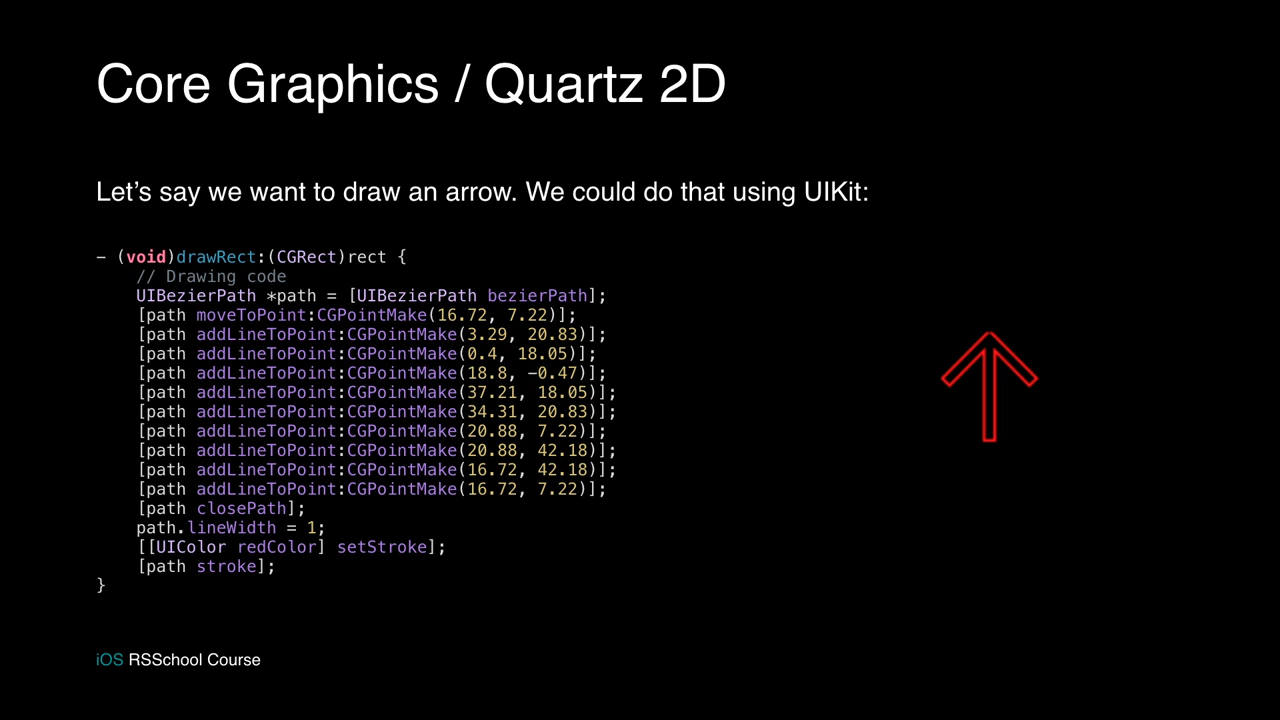 Core Graphics / Quartz 2D
Let’s say we want to draw an arrow. We could do that using UIKit:
- (void)drawRect:(CGRect)rect {
    // Drawing code
    UIBezierPath *path = [UIBezierPath bezierPath];
    [path moveToPoint:CGPointMake(16.72, 7.22)];
    [path addLineToPoint:CGPointMake(3.29, 20.83)];
    [path addLineToPoint:CGPointMake(0.4, 18.05)];
    [path addLineToPoint:CGPointMake(18.8, -0.47)];
    [path addLineToPoint:CGPointMake(37.21, 18.05)];
    [path addLineToPoint:CGPointMake(34.31, 20.83)];
    [path addLineToPoint:CGPointMake(20.88, 7.22)];
    [path addLineToPoint:CGPointMake(20.88, 42.18)];
    [path addLineToPoint:CGPointMake(16.72, 42.18)];
    [path addLineToPoint:CGPointMake(16.72, 7.22)];
    [path closePath];
    path.lineWidth = 1;
    [[UIColor redColor] setStroke];
    [path stroke];
}
iOS RSSchool Course